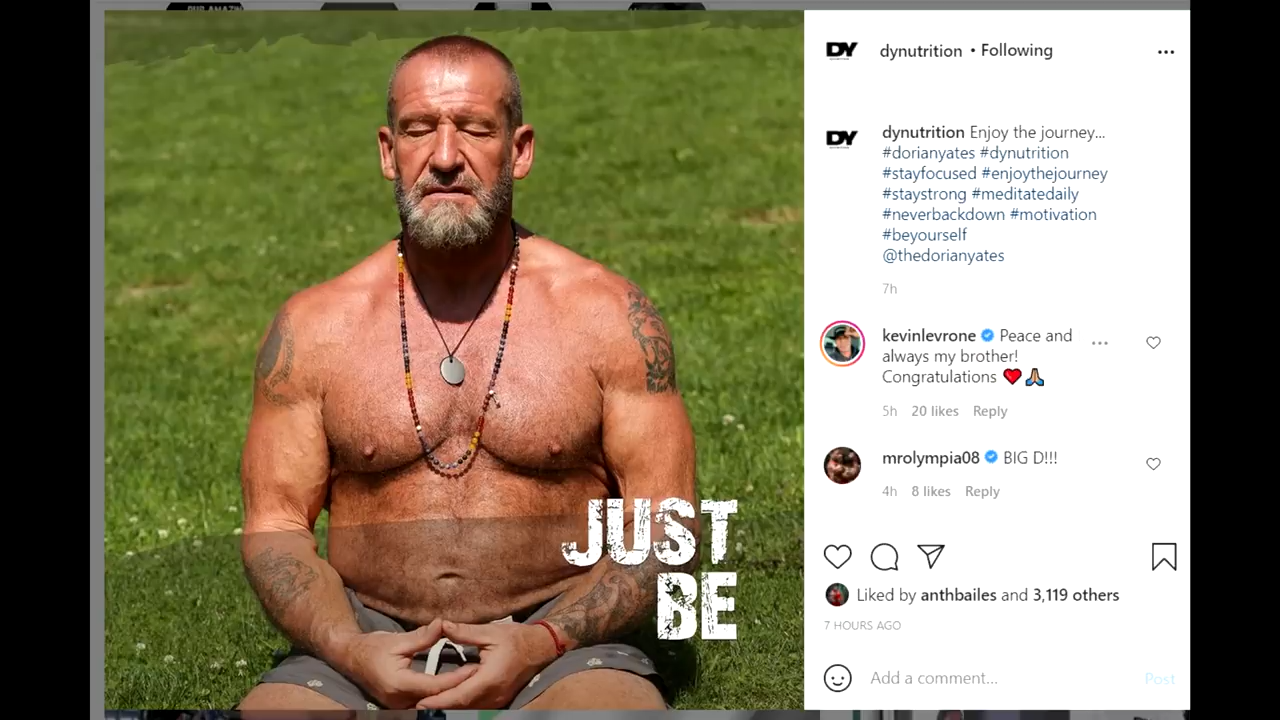 JUST
BE
DY
dynutrition • Following
DY
dynutrition Enjoy the journey...
#dorianyates #dynutrition
#stayfocused #enjoythejourney
#staystrong #meditatedaily
#neverbackdown #motivation
#beyourself
@thedorianyates
7h
kevinlevrone Peace and
always my brother!
Congratulations ❤️🙏
5h 20 likes Reply
mrolympia08 BIG D!!!
4h 8 likes Reply
Liked by anthbailes and 3,119 others
7 HOURS AGO
Add a comment...
Post